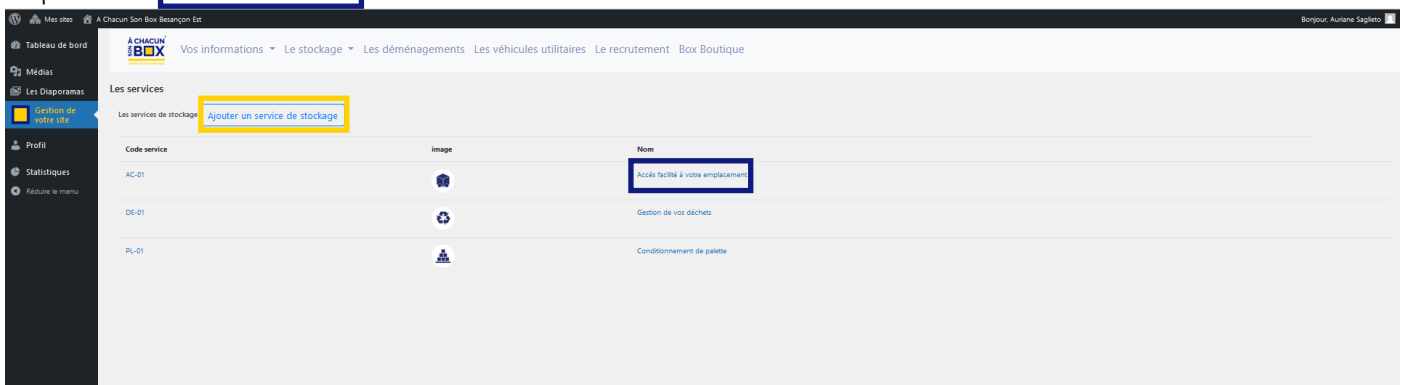 Mes sites A Chacun Son Box Besançon Est Bonjour, Auriane Saglieto
Tableau de bord
Médias
Les Diaporamas
Gestion de
votre site
Profil
Statistiques
Réduire le menu
À CHACUN
SON BOX
Vos informations Le stockage Les déménagements Les véhicules utilitaires Le recrutement Box Boutique
Les services
Les services de stockage Ajouter un service de stockage
Code service image Nom
AC-01 Accès facilité à votre emplacement
DE-01 Gestion de vos déchets
PL-01 Conditionnement de palette